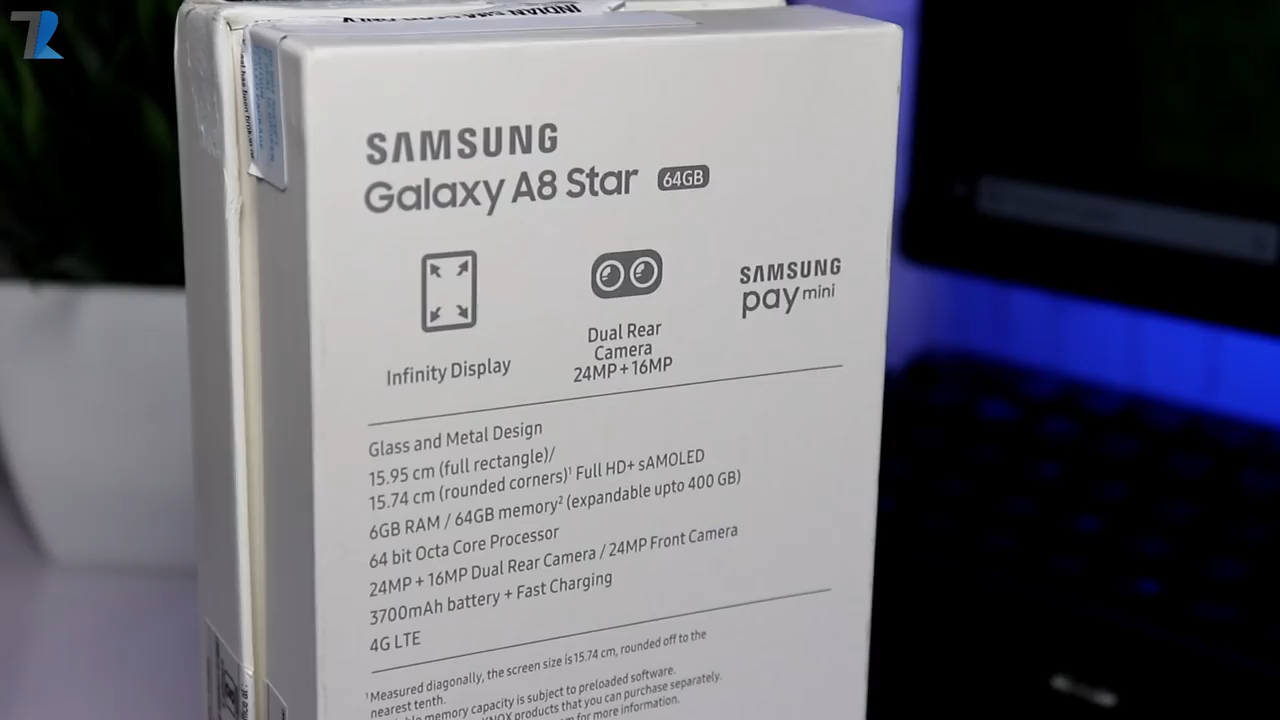 INDIAN
ONLY
SAMSUNG
Galaxy A8 Star 64GB
Infinity Display
Dual Rear
Camera
24MP + 16MP
SAMSUNG
pay mini
Glass and Metal Design
15.95 cm (full rectangle)/
15.74 cm (rounded corners)¹ Full HD+ sAMOLED
6GB RAM / 64GB memory² (expandable upto 400 GB)
64 bit Octa Core Processor
24MP + 16MP Dual Rear Camera / 24MP Front Camera
3700mAh battery + Fast Charging
4G LTE
¹Measured diagonally, the screen size is 15.74 cm, rounded off to the
nearest tenth.
memory capacity is subject to preloaded software.
KNOX products that you can purchase separately.
for more information.